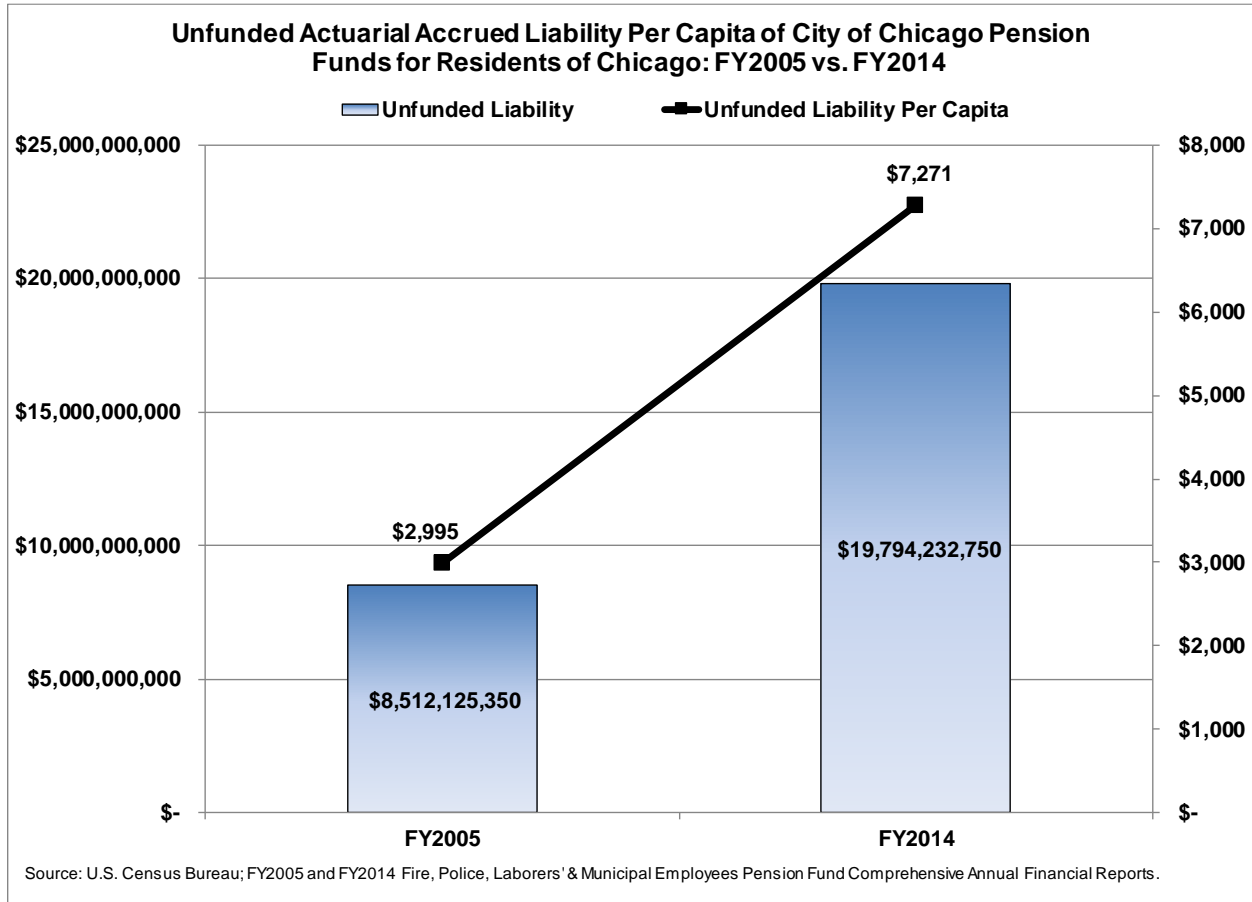 Unfunded Actuarial Accrued Liability Per Capita of City of Chicago Pension
Funds for Residents of Chicago: FY2005 vs. FY2014
Unfunded Liability
Unfunded Liability Per Capita
$25,000,000,000
$20,000,000,000
$15,000,000,000
$10,000,000,000
$5,000,000,000
$-
$2,995
$7,271
$8,512,125,350
$19,794,232,750
$8,000
$7,000
$6,000
$5,000
$4,000
$3,000
$2,000
$1,000
$-
FY2005
FY2014
Source: U.S. Census Bureau; FY2005 and FY2014 Fire, Police, Laborers' & Municipal Employees Pension Fund Comprehensive Annual Financial Reports.